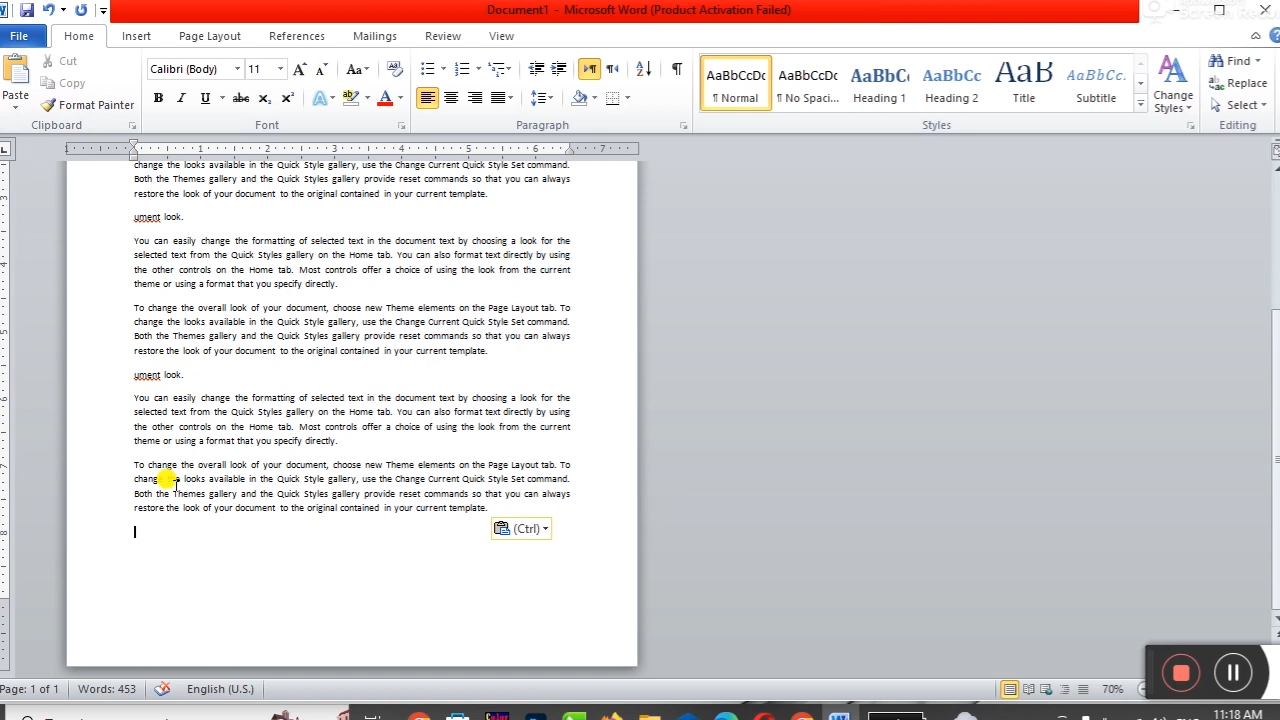 Document1 - Microsoft Word (Product Activation Failed)
File Home Insert Page Layout References Mailings Review View
Cut
Copy
Format Painter
Paste
Clipboard
Calibri (Body) 11
Font
Paragraph
AaBbCcDc AaBbCcDc AaBbC AaBbCc AaB AaBbCc.
¶ Normal ¶ No Spaci... Heading 1 Heading 2 Title Subtitle
Change
Styles
Styles
Find
Replace
Select
Editing
1 1 2 3 4 5 6 7
change the looks available in the Quick Style gallery, use the Change Current Quick Style Set command.
Both the Themes gallery and the Quick Styles gallery provide reset commands so that you can always
restore the look of your document to the original contained in your current template.
ument look.
You can easily change the formatting of selected text in the document text by choosing a look for the
selected text from the Quick Styles gallery on the Home tab. You can also format text directly by using
the other controls on the Home tab. Most controls offer a choice of using the look from the current
theme or using a format that you specify directly.
To change the overall look of your document, choose new Theme elements on the Page Layout tab. To
change the looks available in the Quick Style gallery, use the Change Current Quick Style Set command.
Both the Themes gallery and the Quick Styles gallery provide reset commands so that you can always
restore the look of your document to the original contained in your current template.
ument look.
You can easily change the formatting of selected text in the document text by choosing a look for the
selected text from the Quick Styles gallery on the Home tab. You can also format text directly by using
the other controls on the Home tab. Most controls offer a choice of using the look from the current
theme or using a format that you specify directly.
To change the overall look of your document, choose new Theme elements on the Page Layout tab. To
looks available in the Quick Style gallery, use the Change Current Quick Style Set command.
Both the Themes gallery and the Quick Styles gallery provide reset commands so that you can always
restore the look of your document to the original contained in your current template.
(Ctrl)
Page: 1 of 1 Words: 453 English (U.S.) 70%
11:18 AM